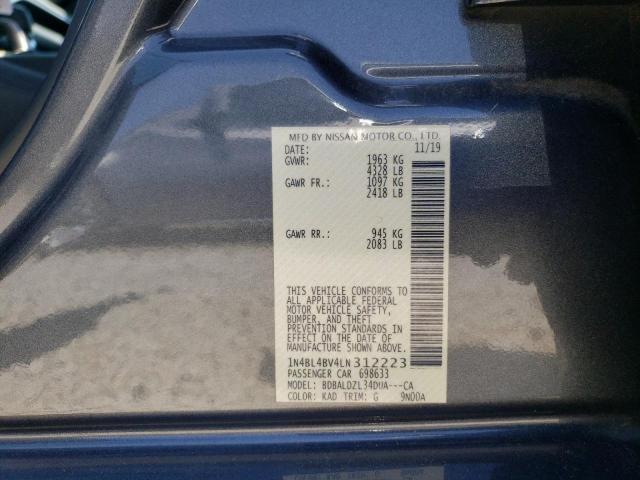 MFD BY NISSAN MOTOR CO., LTD.
DATE: 11/19
GVWR: 1963 KG
4328 LB
GAWR FR.: 1097 KG
2418 LB
GAWR RR.: 945 KG
2083 LB
THIS VEHICLE CONFORMS TO
ALL APPLICABLE FEDERAL
MOTOR VEHICLE SAFETY,
BUMPER, AND THEFT
PREVENTION STANDARDS IN
EFFECT ON THE DATE OF
MANUFACTURE SHOWN ABOVE.
1N4BL4BV4LN312223
PASSENGER CAR 698633
MODEL: BDBALDZL34DUA---CA
COLOR: KAD TRIM: G 9N00A